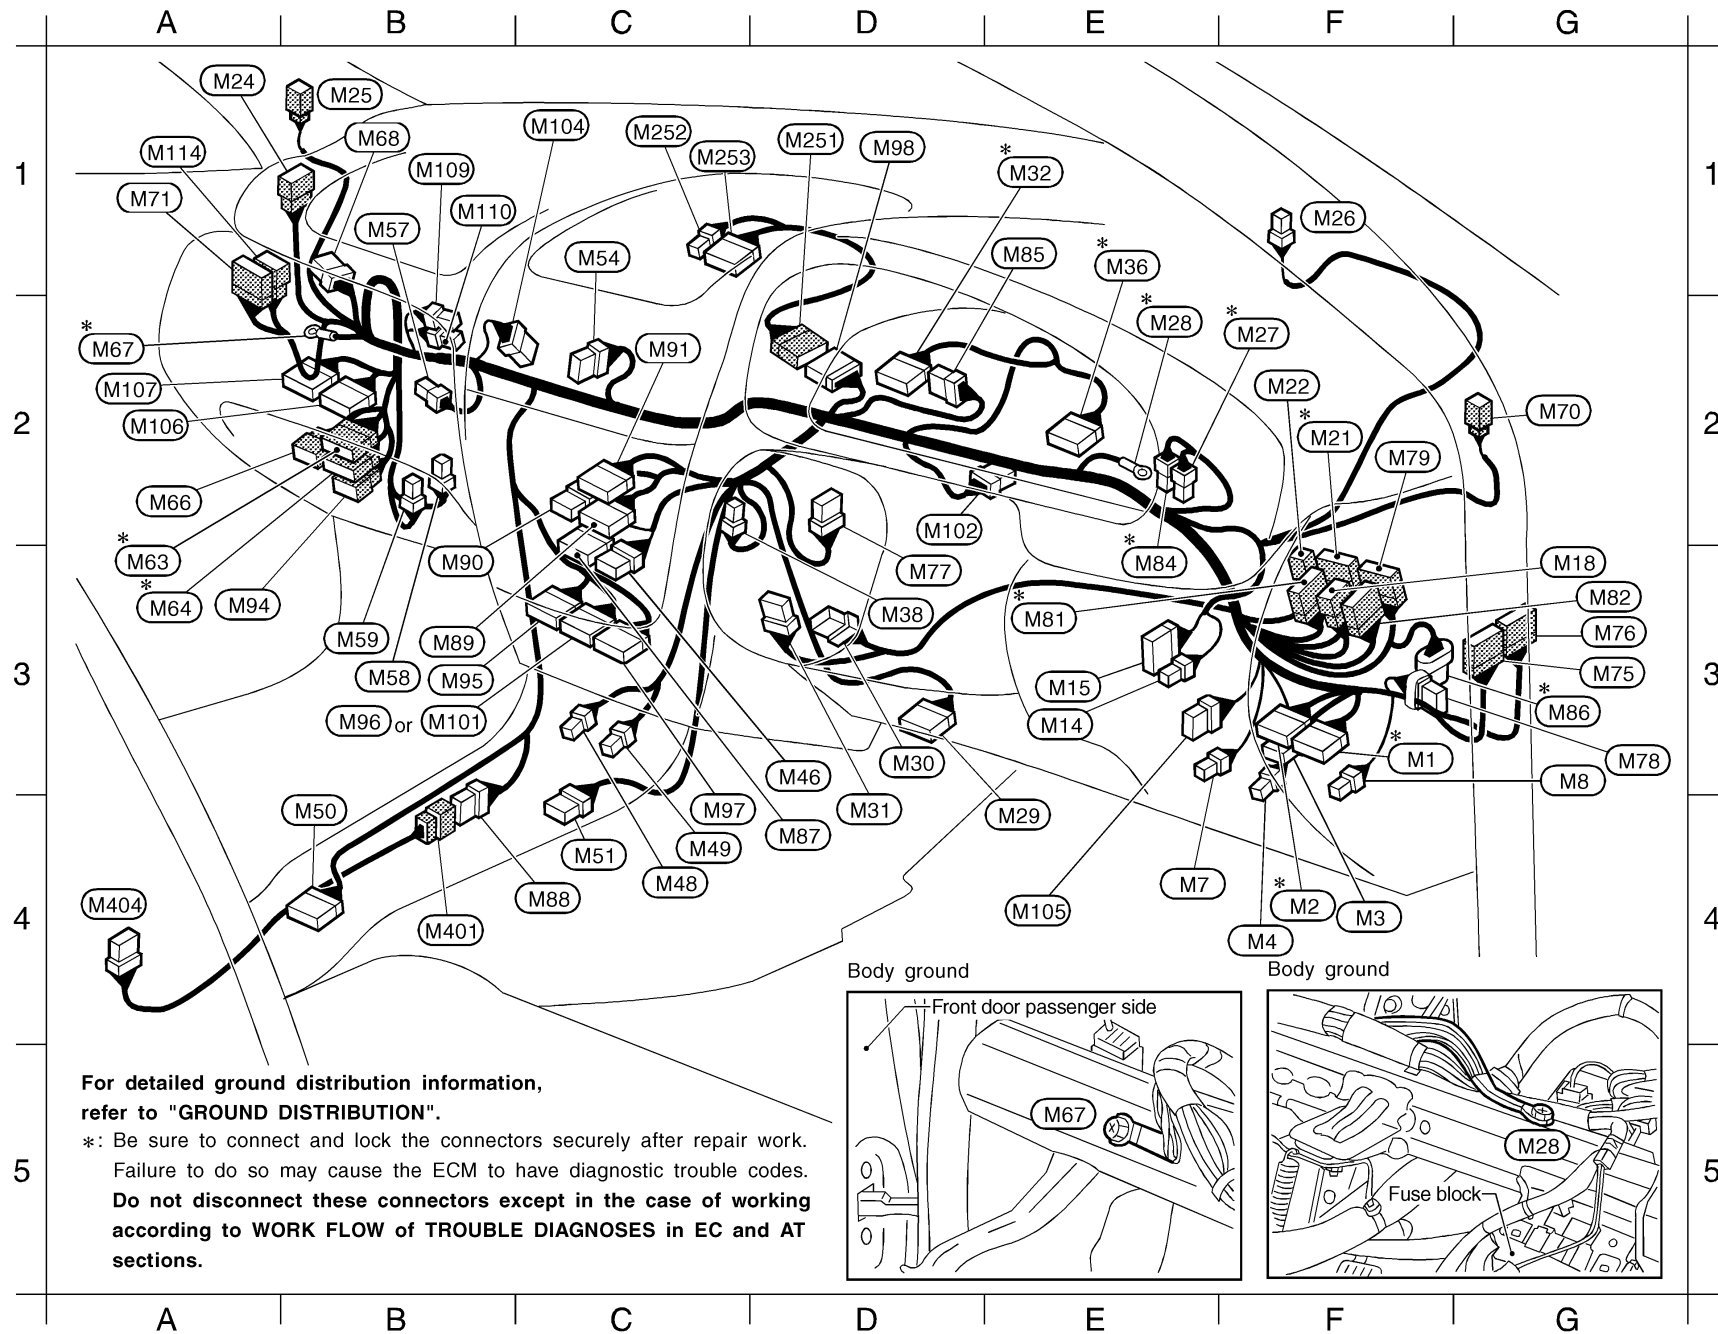 A B C D E F G
M24
M25
M68
M104
M252
M253
M251
M98
*
M32
1
M114
M71
M109
M110
M57
M54
M85
*
M36
M26
1
*
M67
M107
M106
M91
*
M28
*
M27
M22
*
M21
M70
M79
2
2
M66
*
M63
*
M64
M94
M90
M102
*
M84
M77
M38
M18
M82
*
M81
M76
M75
M59
M58
M89
M95
M96 or M101
3
3
M15
M14
*
M86
M78
*
M1
M8
M46
M30
M97
M31
M29
M87
M50
M51
M49
M48
M88
M7
*
M2
M3
M4
M105
M404
M401
4
4
Body ground
Body ground
Front door passenger side
M67
M28
Fuse block
5
5
For detailed ground distribution information,
refer to "GROUND DISTRIBUTION".
*: Be sure to connect and lock the connectors securely after repair work.
Failure to do so may cause the ECM to have diagnostic trouble codes.
Do not disconnect these connectors except in the case of working
according to WORK FLOW of TROUBLE DIAGNOSES in EC and AT
sections.
A B C D E F G